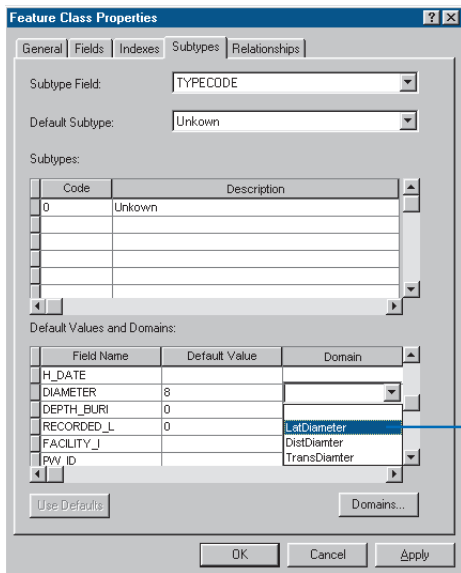 Feature Class Properties
General Fields Indexes Subtypes Relationships
Subtype Field: TYPECODE
Default Subtype: Unkown
Subtypes:
Code Description
0 Unkown
Default Values and Domains:
Field Name Default Value Domain
H_DATE
DIAMETER 8
DEPTH_BURI 0
RECORDED_L 0 LatDiameter
FACILITY_I DistDiamter
PW_ID TransDiamter
Use Defaults Domains...
OK Cancel Apply